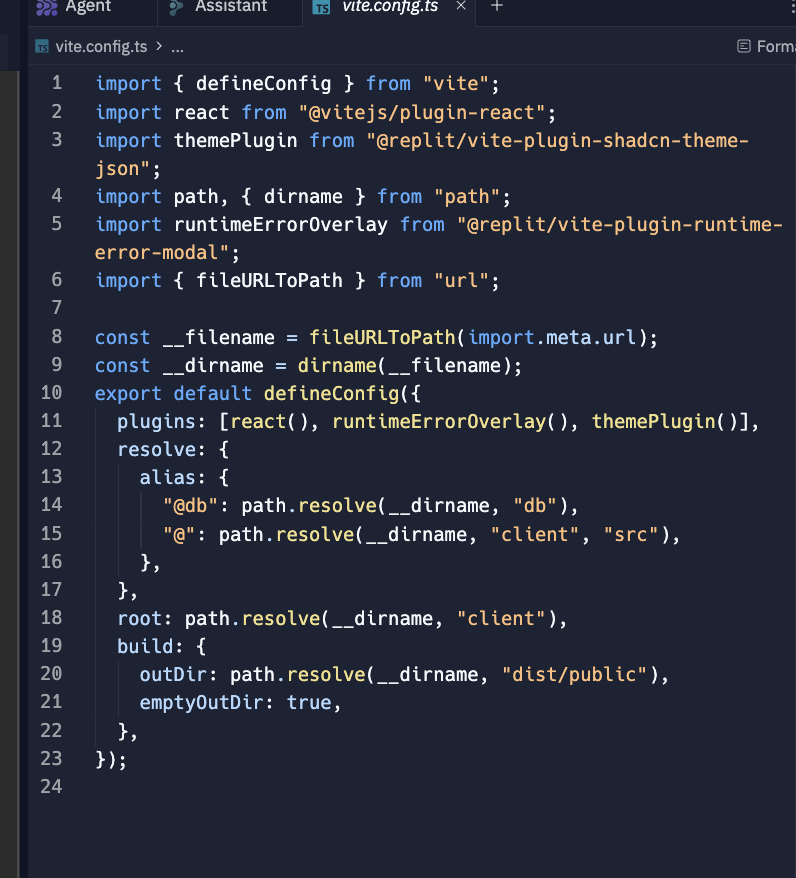 Agent
Assistant
TS vite.config.ts × +
TS vite.config.ts > ...
1 import { defineConfig } from "vite";
2 import react from "@vitejs/plugin-react";
3 import themePlugin from "@replit/vite-plugin-shadcn-theme-
json";
4 import path, { dirname } from "path";
5 import runtimeErrorOverlay from "@replit/vite-plugin-runtime-
error-modal";
6 import { fileURLToPath } from "url";
7
8 const __filename = fileURLToPath(import.meta.url);
9 const __dirname = dirname(__filename);
10 export default defineConfig({
11   plugins: [react(), runtimeErrorOverlay(), themePlugin()],
12   resolve: {
13     alias: {
14       "@db": path.resolve(__dirname, "db"),
15       "@": path.resolve(__dirname, "client", "src"),
16     },
17   },
18   root: path.resolve(__dirname, "client"),
19   build: {
20     outDir: path.resolve(__dirname, "dist/public"),
21     emptyOutDir: true,
22   },
23 });
24